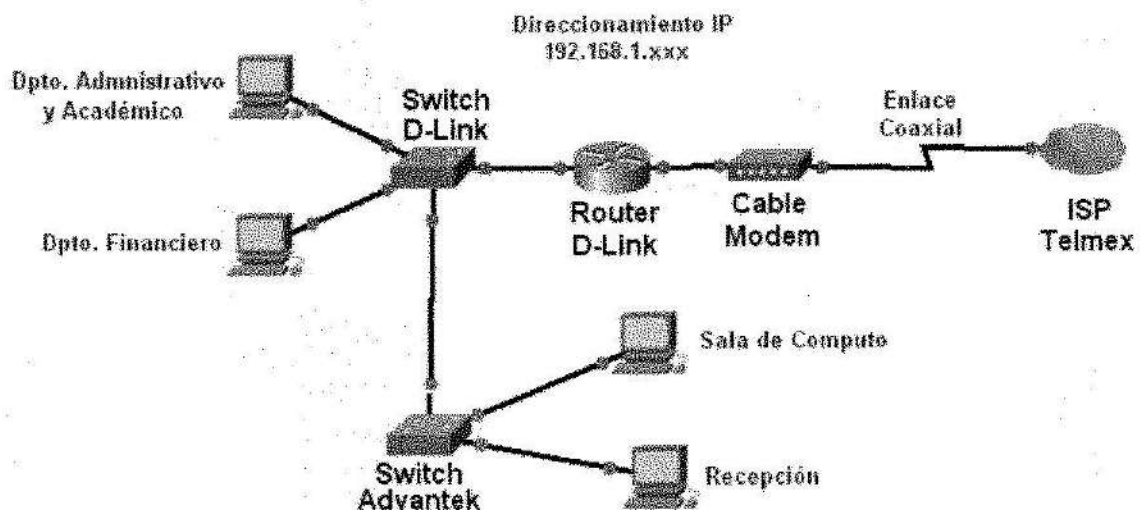 Direccionamiento IP
192.168.1.xxx
Dpto. Admnistrativo
y Académico
Switch
D-Link
Enlace
Coaxial
Dpto. Financiero
Router
D-Link
Cable
Modem
ISP
Telmex
Sala de Computo
Switch
Advantek
Recepción